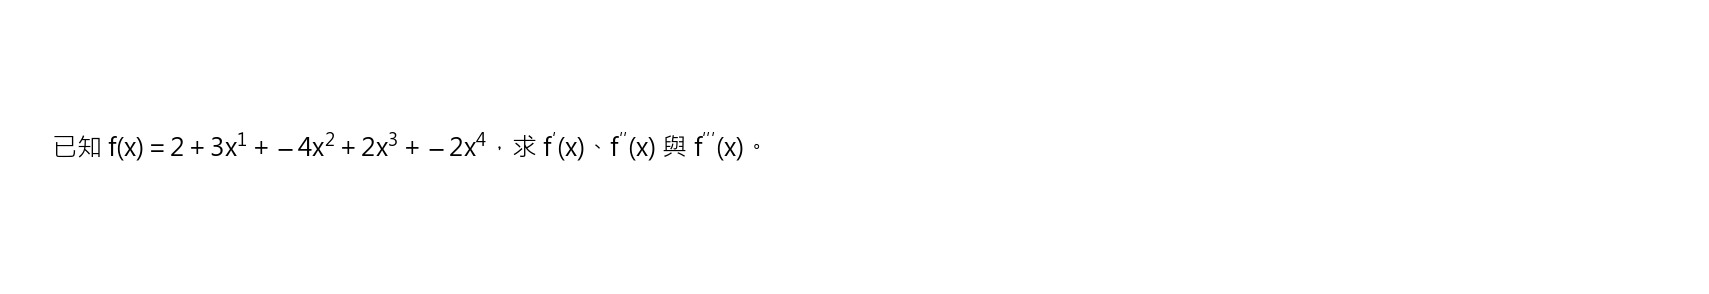 已知 f(x) = 2 + 3x¹ + −4x² + 2x³ + −2x⁴，求 f′(x)、f′′(x) 與 f′′′(x)。